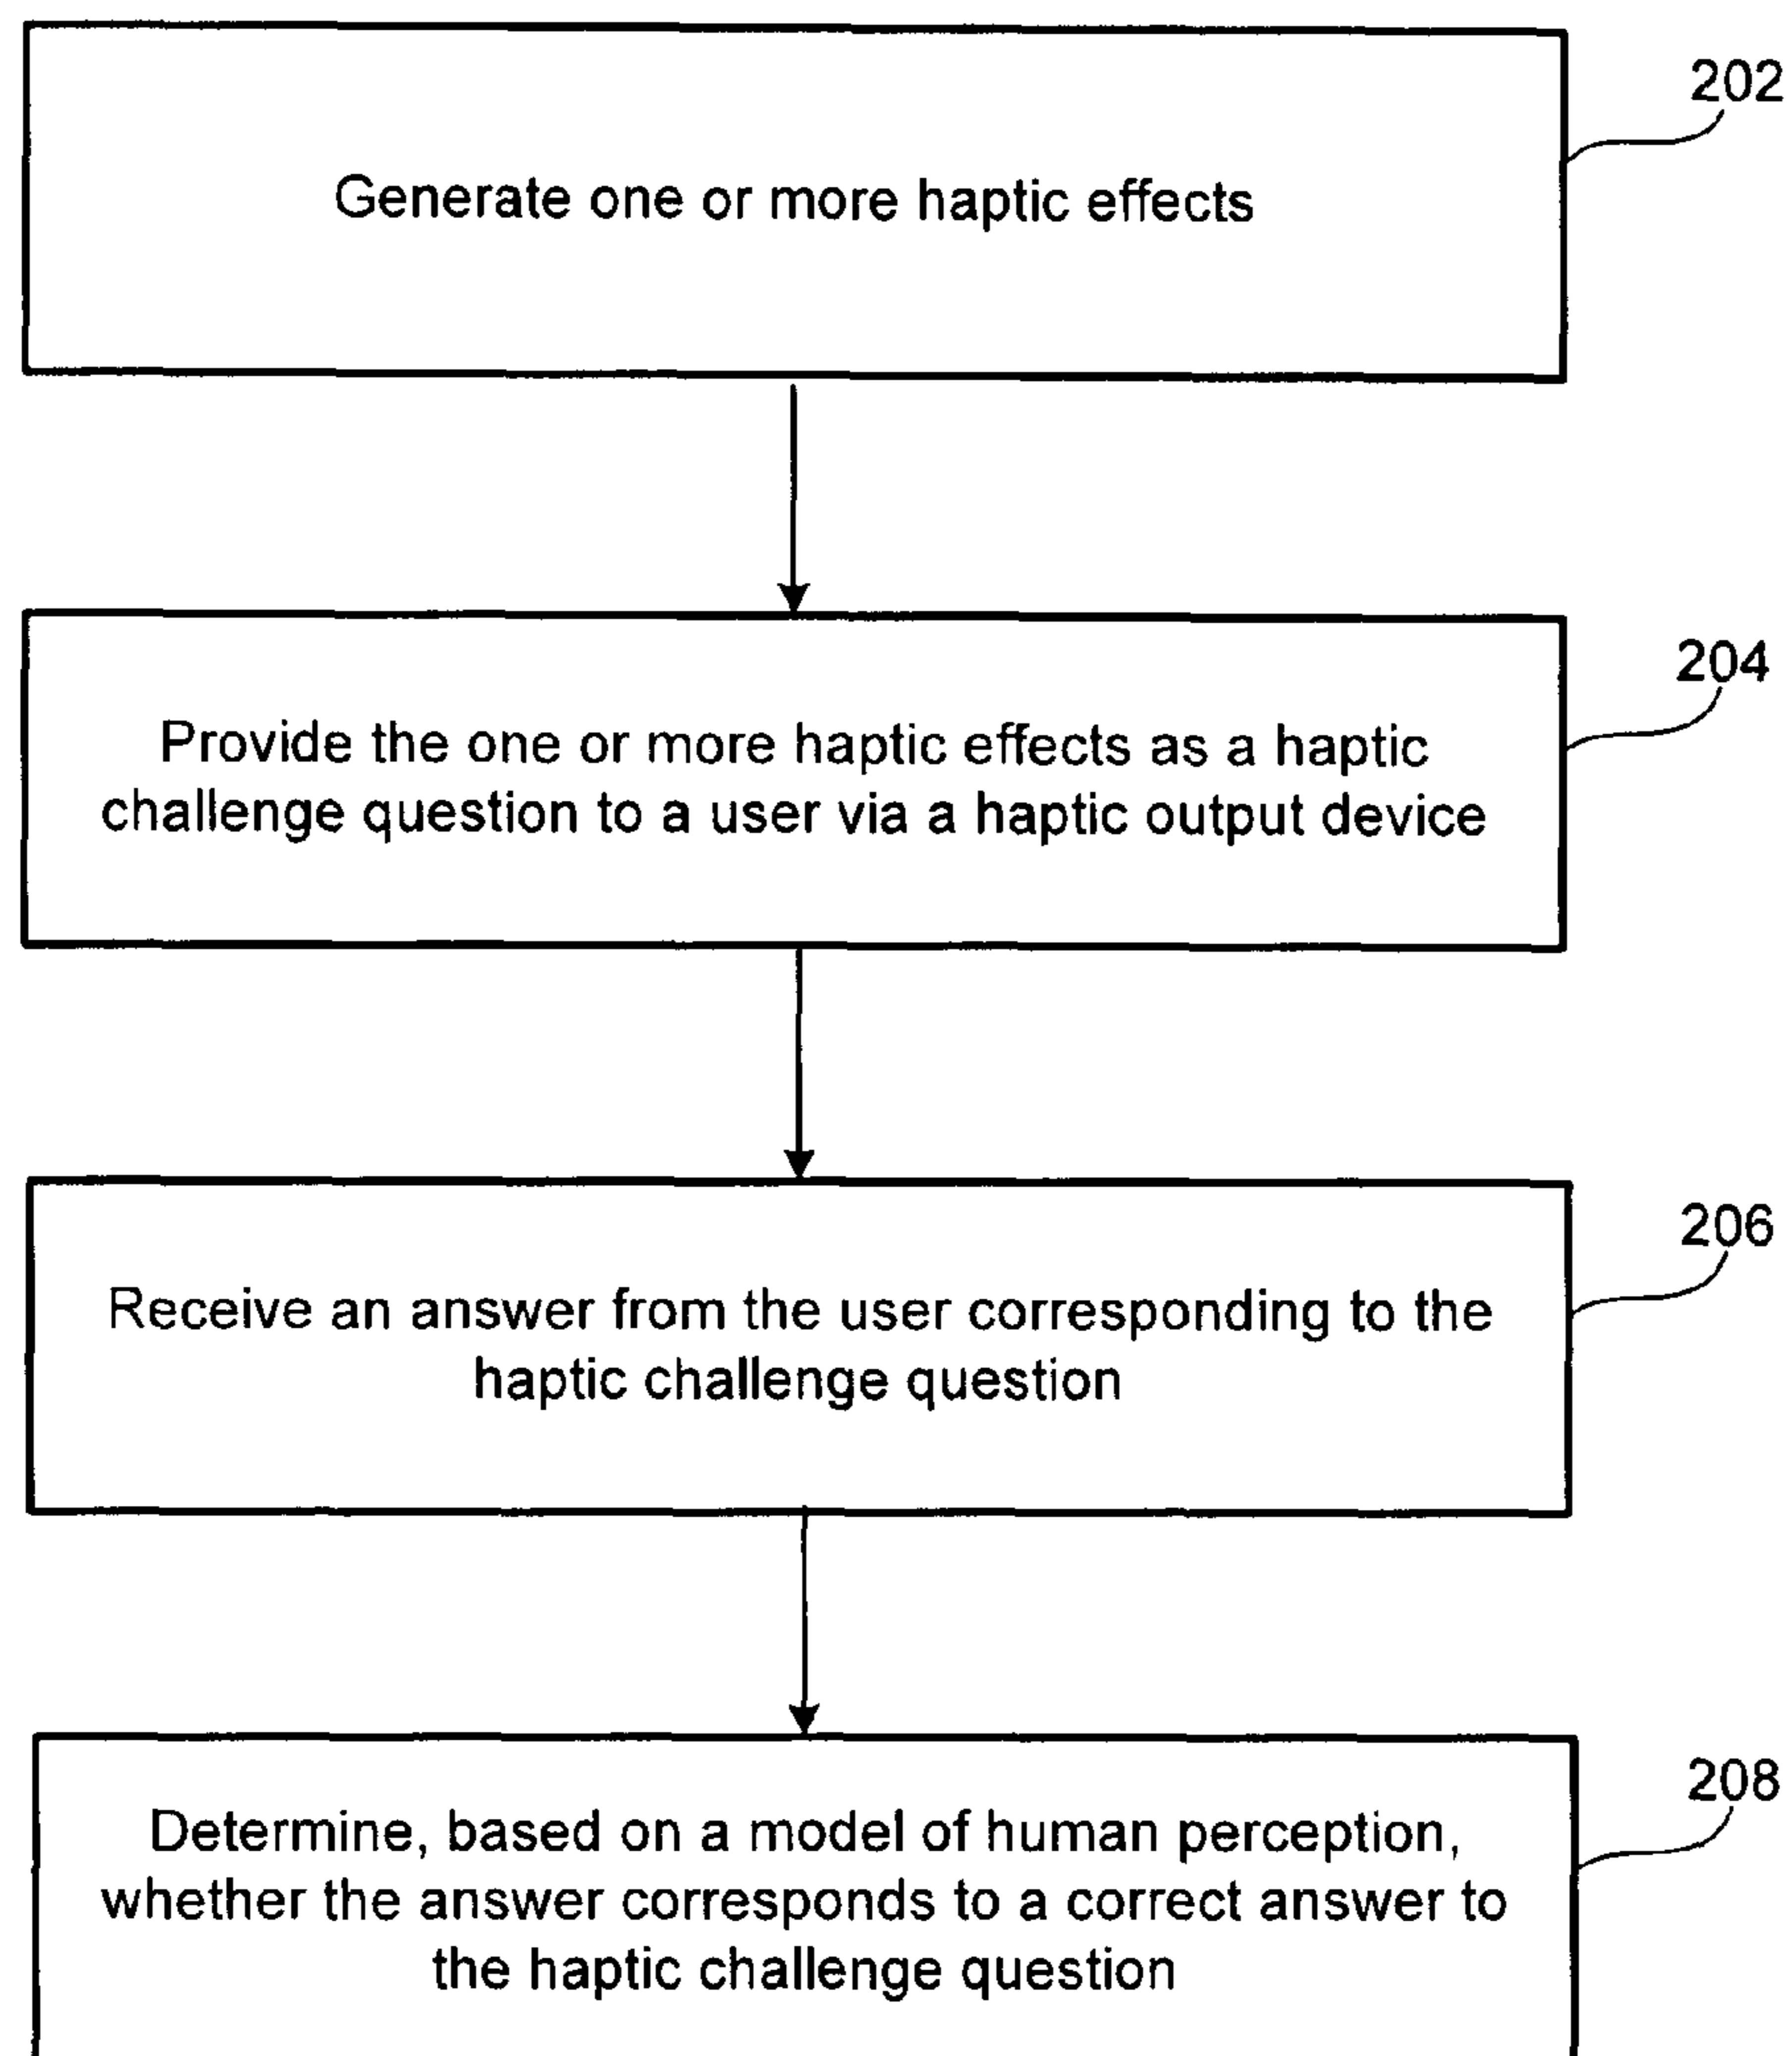 202
Generate one or more haptic effects
204
Provide the one or more haptic effects as a haptic
challenge question to a user via a haptic output device
206
Receive an answer from the user corresponding to the
haptic challenge question
208
Determine, based on a model of human perception,
whether the answer corresponds to a correct answer to
the haptic challenge question